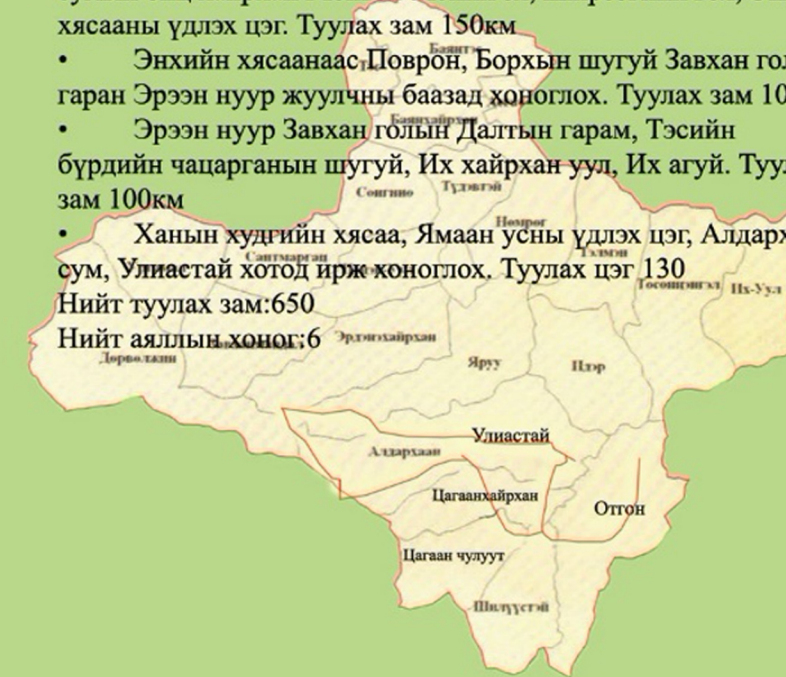 хясааны үдлэх цэг. Туулах зам 150км
• Энхийн хясаанаас Поврон, Борхын шугуй Завхан гол
гаран Эрээн нуур жуулчны баазад хоноглох. Туулах зам 10
• Эрээн нуур Завхан голын Далтын гарам, Тэсийн
бүрдийн чацарганын шугуй, Их хайрхан уул, Их агуй. Туул
зам 100км
• Ханын худгийн хясаа, Ямаан усны үдлэх цэг, Алдарх
сум, Улиастай хотод ирж хоноглох. Туулах цэг 130
Нийт туулах зам:650
Нийт аяллын хоног:6
Баянтэс
Баянхайрхан
Сонгино
Түдэвтэй
Нөмрөг
Сантмаргац
Тэлмэн
Тосонцэнгэл
Их-Уул
Эрдэнэхайрхан
Дөрвөлжин
Яруу
Идэр
Улиастай
Алдархаан
Цагаанхайрхан
Отгон
Цагаан чулуут
Шилүүстэй